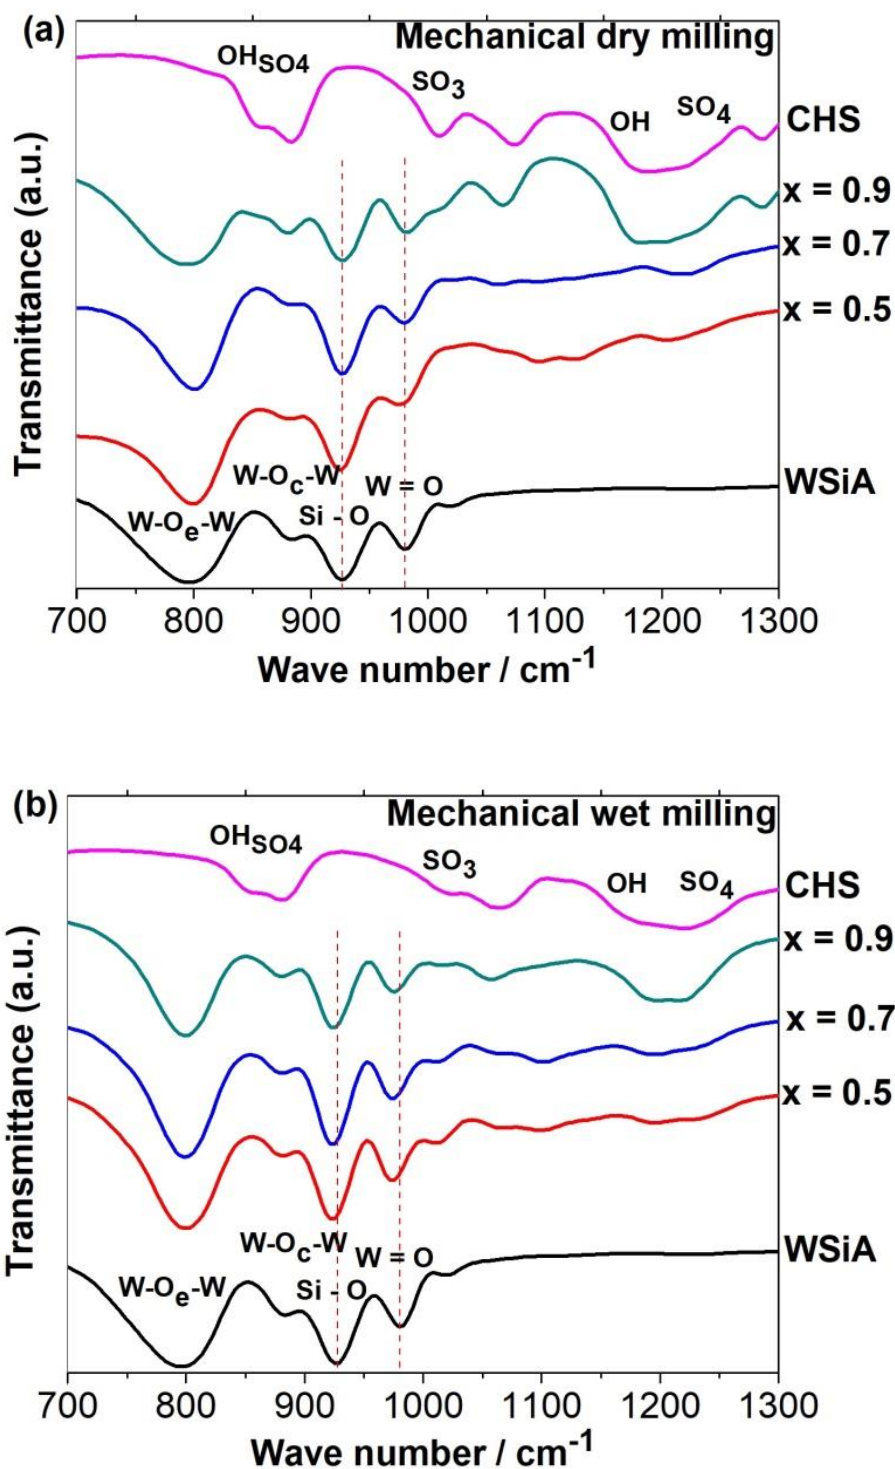 (a)
Mechanical dry milling
OHSO4
SO3
OH
SO4
CHS
x = 0.9
x = 0.7
x = 0.5
W-Oc-W
W = O
WSiA
W-Oe-W
Si - O
Transmittance (a.u.)
700 800 900 1000 1100 1200 1300
Wave number / cm-1
(b)
Mechanical wet milling
OHSO4
SO3
OH
SO4
CHS
x = 0.9
x = 0.7
x = 0.5
W-Oc-W
W = O
WSiA
W-Oe-W
Si - O
Transmittance (a.u.)
700 800 900 1000 1100 1200 1300
Wave number / cm-1